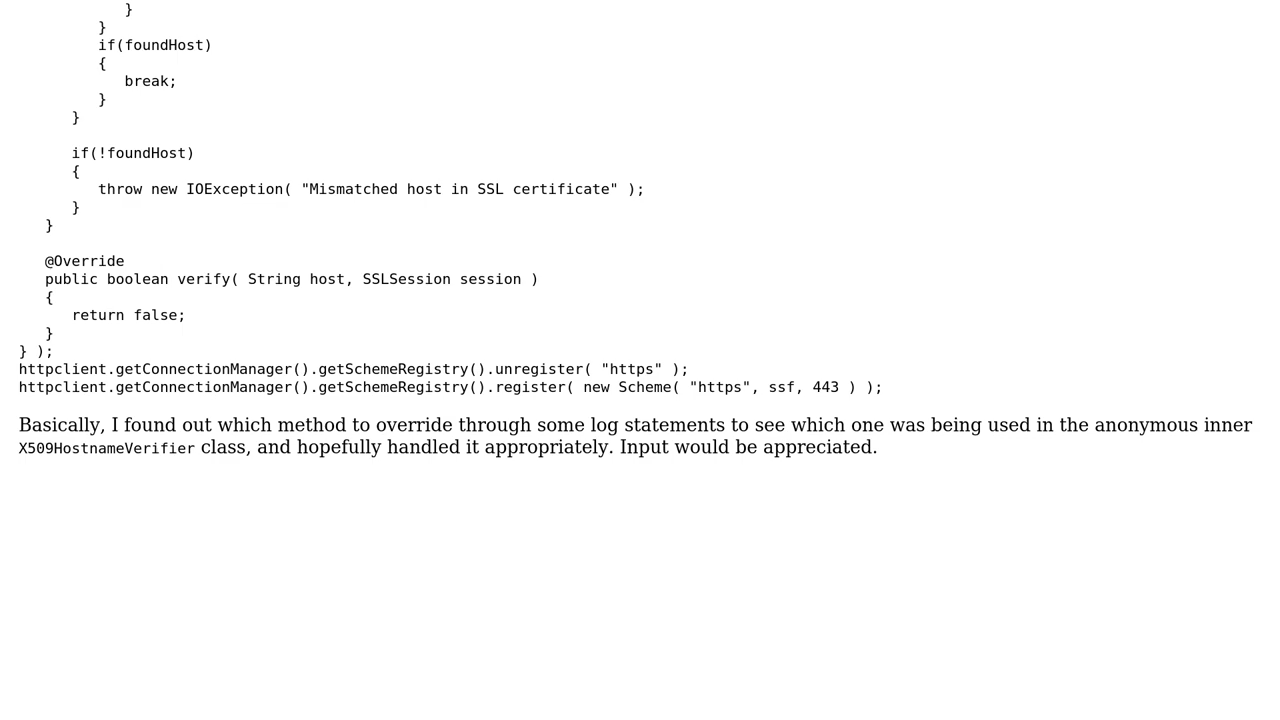 }
         }
         if(foundHost)
         {
            break;
         }
      }

      if(!foundHost)
      {
         throw new IOException( "Mismatched host in SSL certificate" );
      }
   }

   @Override
   public boolean verify( String host, SSLSession session )
   {
      return false;
   }
} );
httpclient.getConnectionManager().getSchemeRegistry().unregister( "https" );
httpclient.getConnectionManager().getSchemeRegistry().register( new Scheme( "https", ssf, 443 ) );
Basically, I found out which method to override through some log statements to see which one was being used in the anonymous inner
X509HostnameVerifier class, and hopefully handled it appropriately. Input would be appreciated.